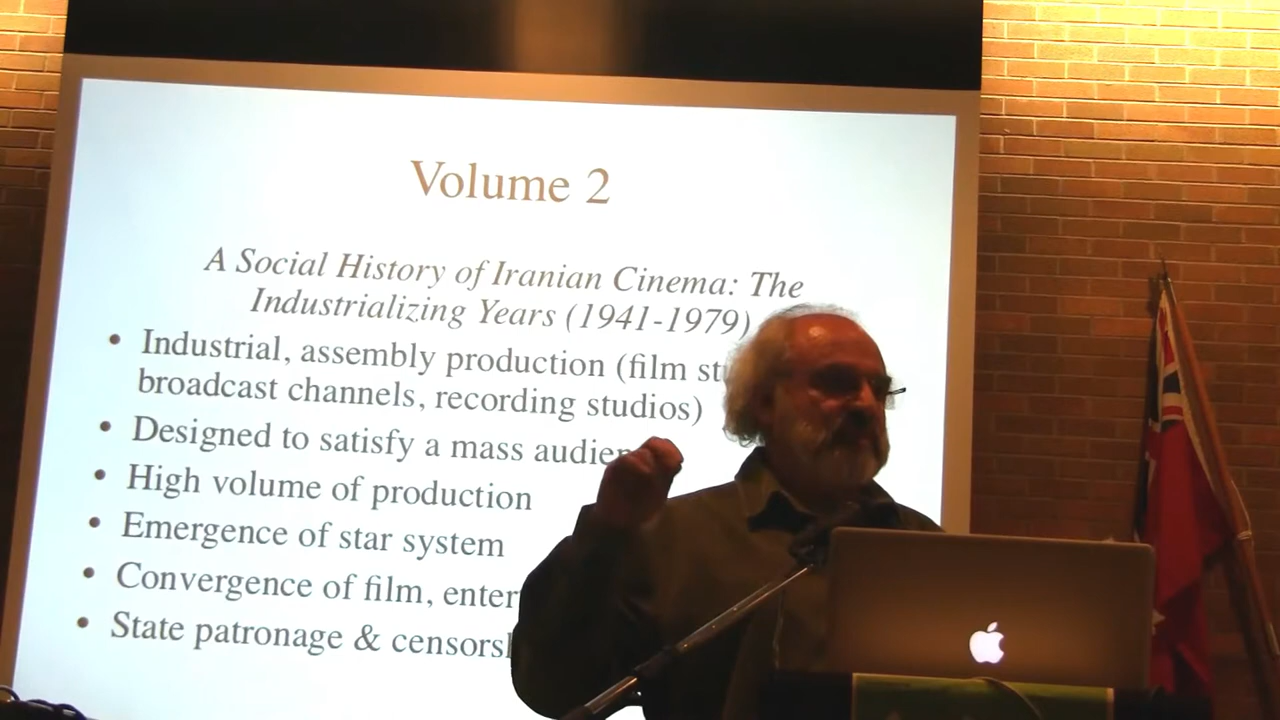 Volume 2
A Social History of Iranian Cinema: The
Industrializing Years (1941-1979)
• Industrial, assembly production (film
broadcast channels, recording studios)
• Designed to satisfy a mass
• High volume of production
• Emergence of star system
• Convergence of film,
• State patronage &